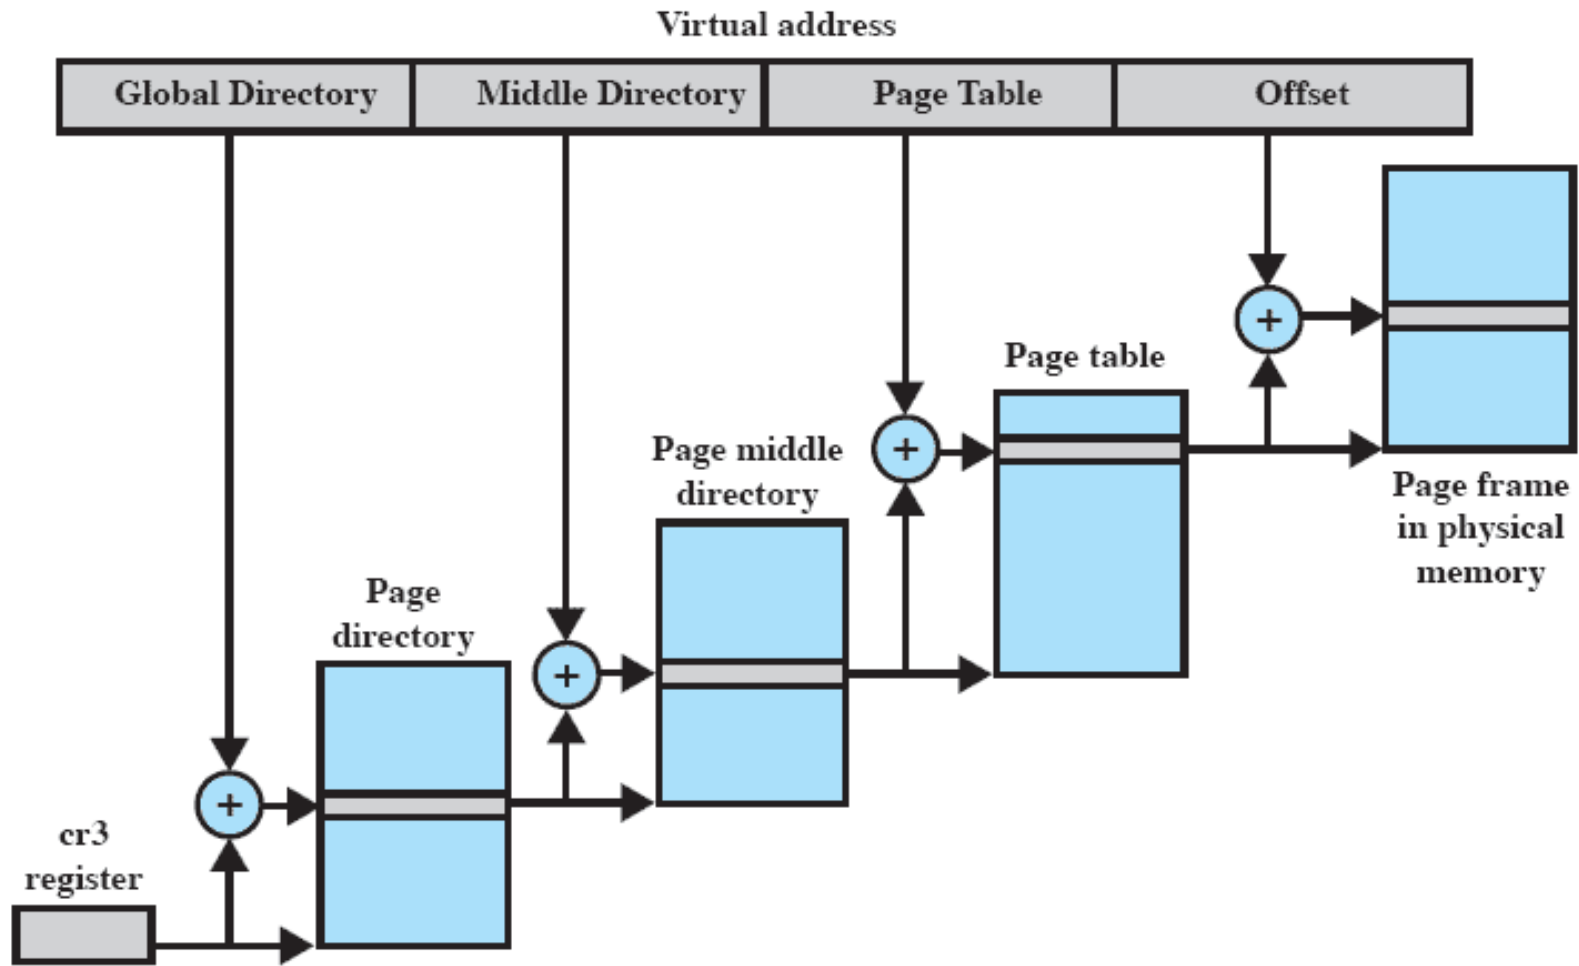 Virtual address
Global Directory
Middle Directory
Page Table
Offset
+
Page table
+
Page middle
directory
Page frame
in physical
memory
Page
directory
+
+
cr3
register